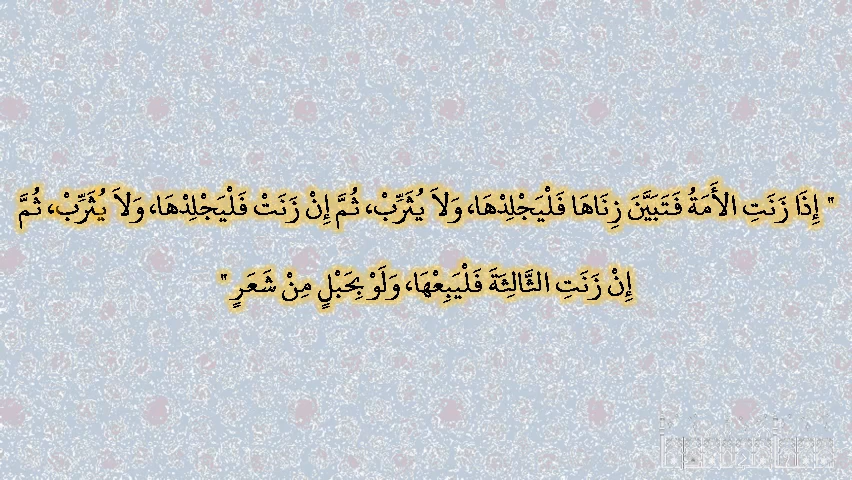 " إِذَا زَنَتِ الأَمَةُ فَتَبَيَّنَ زِنَاهَا فَلْيَجْلِدْهَا، وَلاَ يُثَرِّبْ، ثُمَّ إِنْ زَنَتْ فَلْيَجْلِدْهَا، وَلاَ يُثَرِّبْ، ثُمَّ
إِنْ زَنَتِ الثَّالِثَةَ فَلْيَبِعْهَا، وَلَوْ بِحَبْلٍ مِنْ شَعَرٍ "